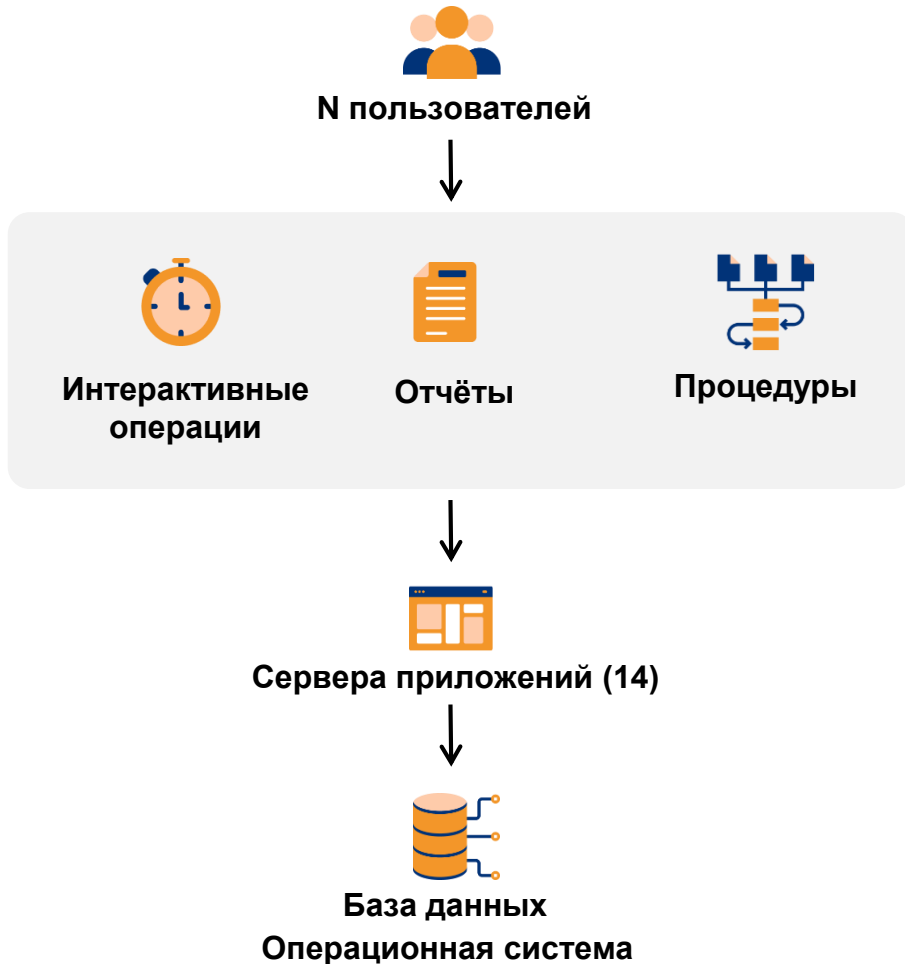 N пользователей
Интерактивные
операции
Отчёты
Процедуры
Сервера приложений (14)
База данных
Операционная система